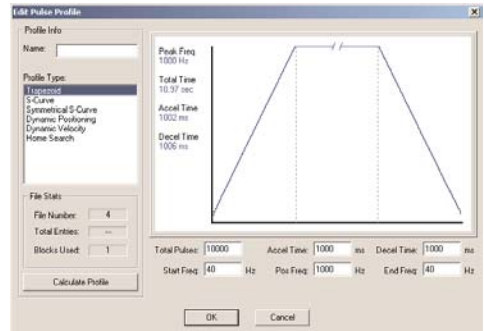 Edit Pulse Profile
Profile Info
Name:
Profile Type:
Trapezoid
S-Curve
Symmetrical S-Curve
Dynamic Positioning
Dynamic Velocity
Home Search
File Stats
File Number: 4
Total Entries: --
Blocks Used: 1
Calculate Profile
Peak Freq
1000 Hz
Total Time
10.97 sec
Accel Time
1002 ms
Decel Time
1006 ms
Total Pulses: 10000 Accel Time: 1000 ms Decel Time: 1000 ms
Start Freq: 40 Hz Pos Freq: 1000 Hz End Freq: 40 Hz
OK Cancel